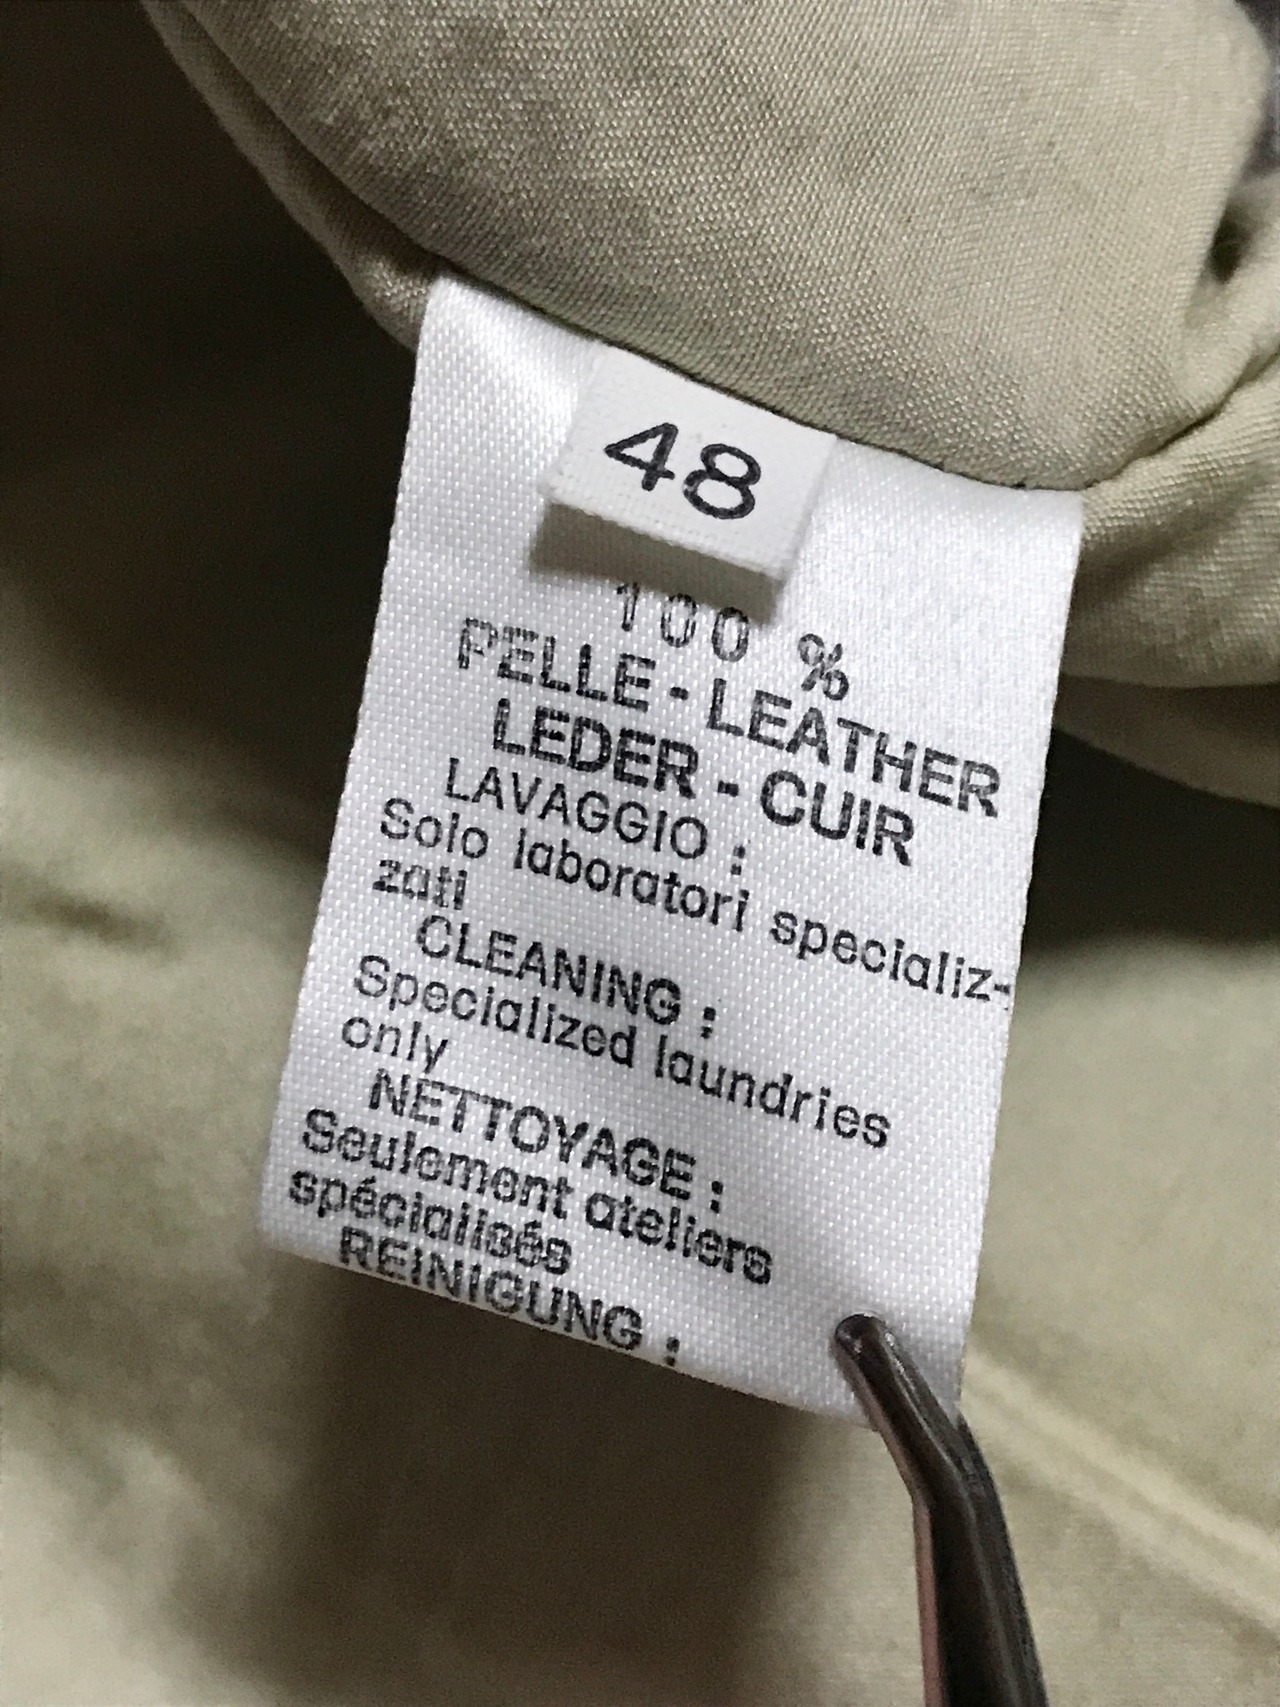 48
100 %
PELLE - LEATHER
LEDER - CUIR
LAVAGGIO :
Solo laboratori specializ-
zati
CLEANING :
Specialized laundries
only
NETTOYAGE :
Seulement ateliers
spécialisés
REINIGUNG :